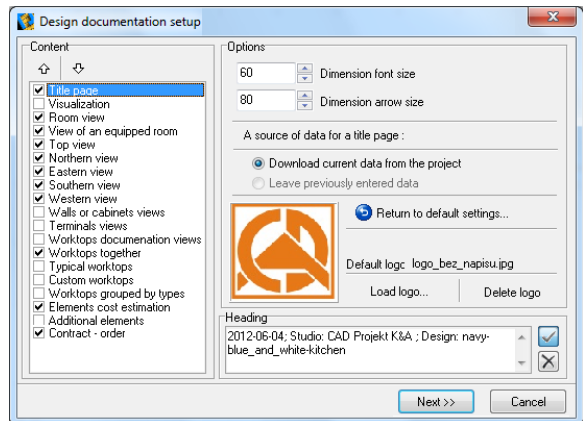 Design documentation setup
Content
Title page
Visualization
Room view
View of an equipped room
Top view
Northern view
Eastern view
Southern view
Western view
Walls or cabinets views
Terminals views
Worktops documenation views
Worktops together
Typical worktops
Custom worktops
Worktops grouped by types
Elements cost estimation
Additional elements
Contract - order
Options
60 Dimension font size
80 Dimension arrow size
A source of data for a title page :
Download current data from the project
Leave previously entered data
Return to default settings...
Default logc logo_bez_napisu.jpg
Load logo... Delete logo
Heading
2012-06-04; Studio: CAD Projekt K&A ; Design: navy-
blue_and_white-kitchen
Next >> Cancel